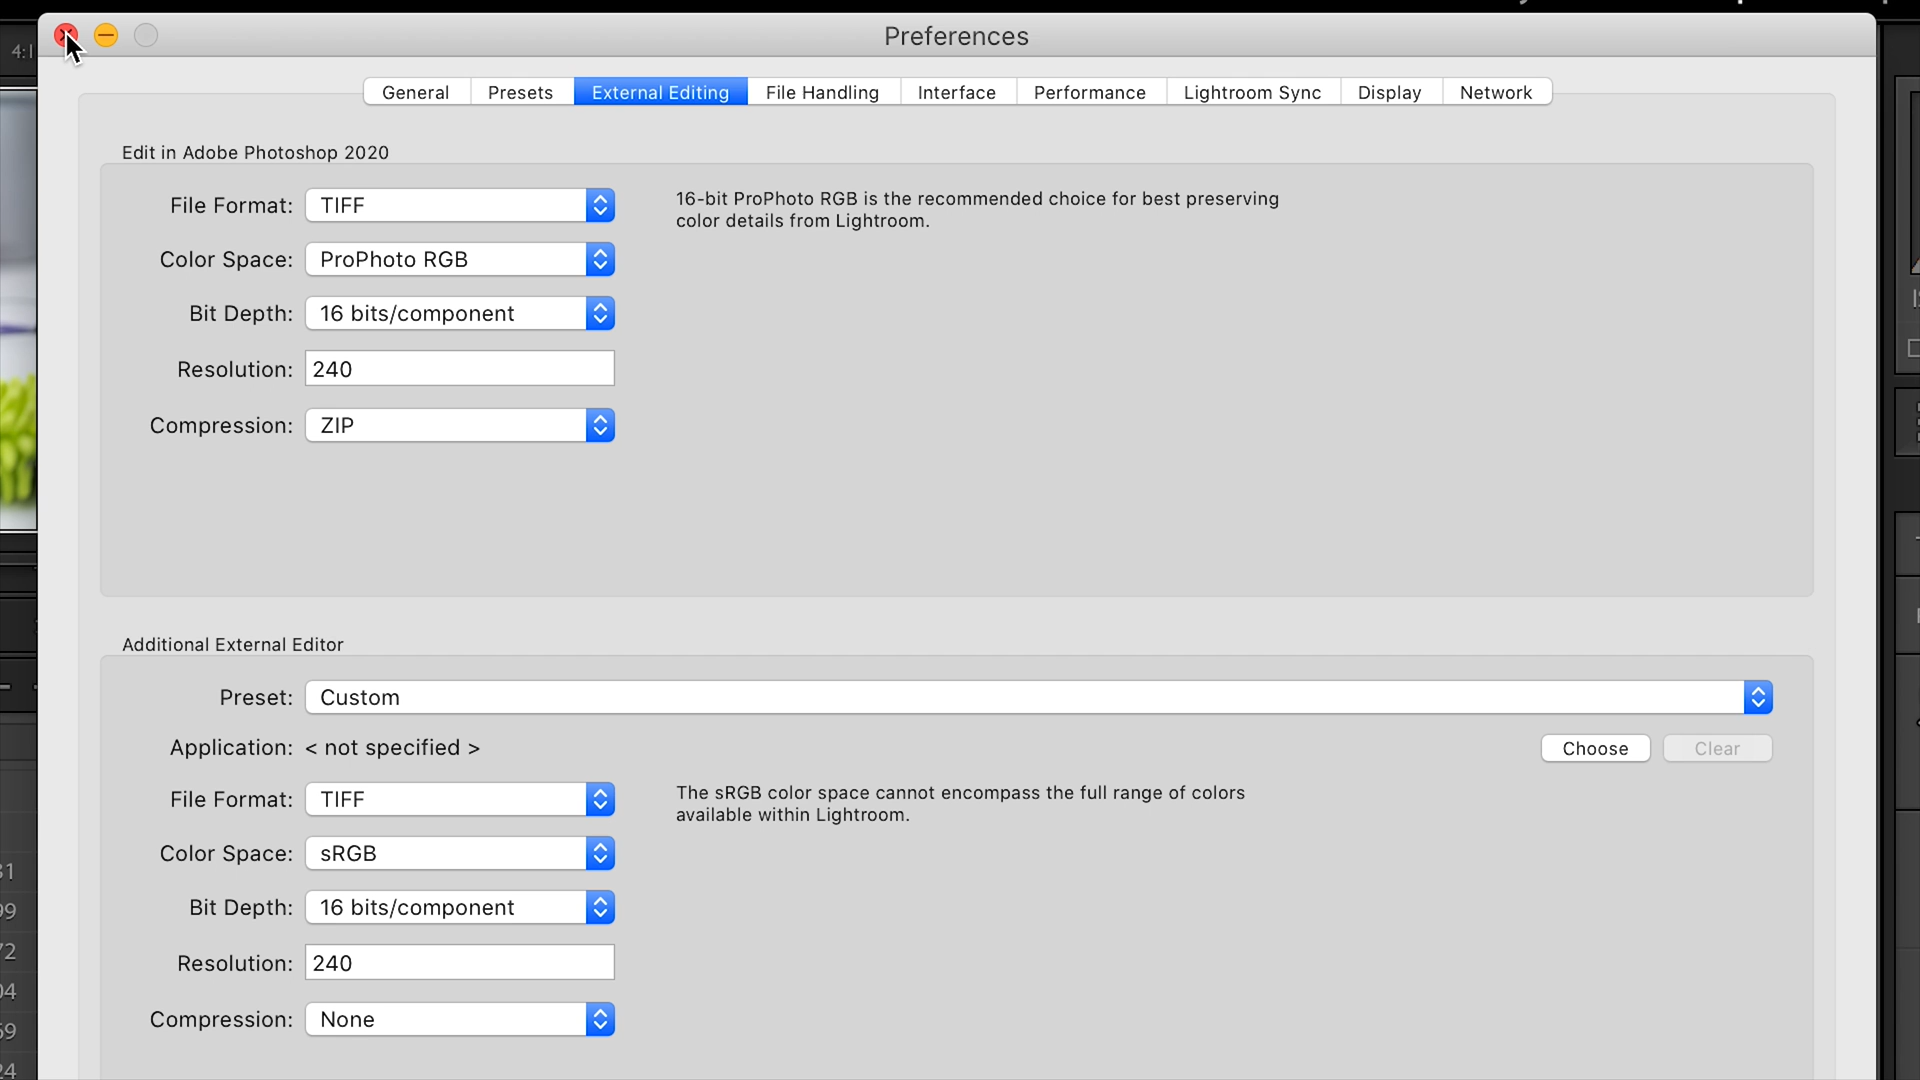 Preferences
4:1
General Presets External Editing File Handling Interface Performance Lightroom Sync Display Network
Edit in Adobe Photoshop 2020
File Format: TIFF
16-bit ProPhoto RGB is the recommended choice for best preserving
color details from Lightroom.
Color Space: ProPhoto RGB
Bit Depth: 16 bits/component
Resolution: 240
Compression: ZIP
Additional External Editor
Preset: Custom
Application: < not specified >
Choose Clear
File Format: TIFF
The sRGB color space cannot encompass the full range of colors
available within Lightroom.
Color Space: sRGB
Bit Depth: 16 bits/component
Resolution: 240
Compression: None